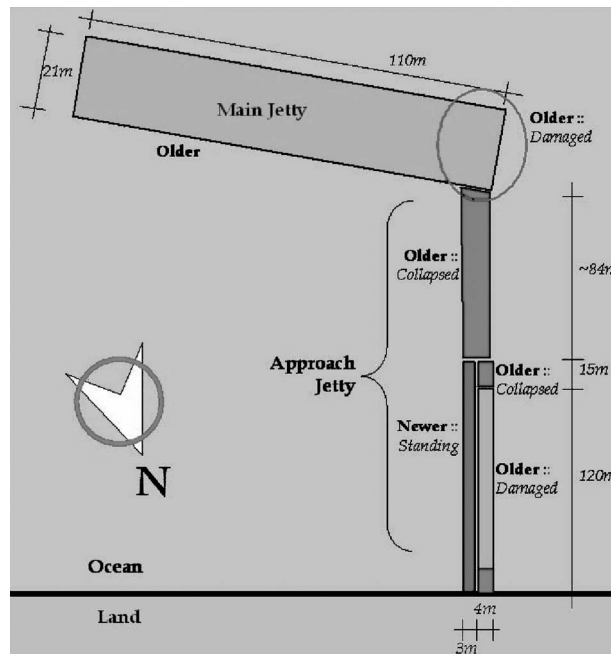 110m
21m
Main Jetty
Older ::
Damaged
Older
Older ::
Collapsed
~84m
Approach
Jetty
15m
Older ::
Collapsed
Newer ::
Standing
Older ::
Damaged
120m
N
Ocean
Land
4m
3m